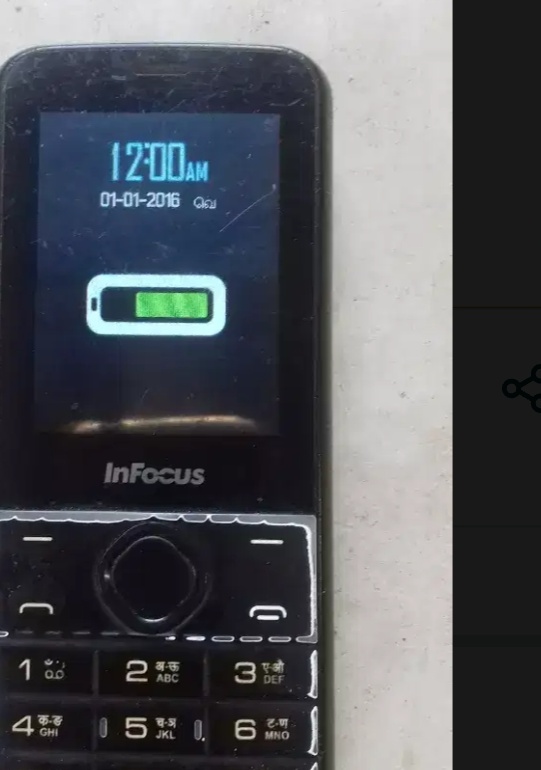 12:00AM
01-01-2016 வெ
InFocus
1
2 अ-ऊ ABC
3 ए-औ DEF
4 क-ङ GHI
5 च-ञ JKL
6 ट-ण MNO